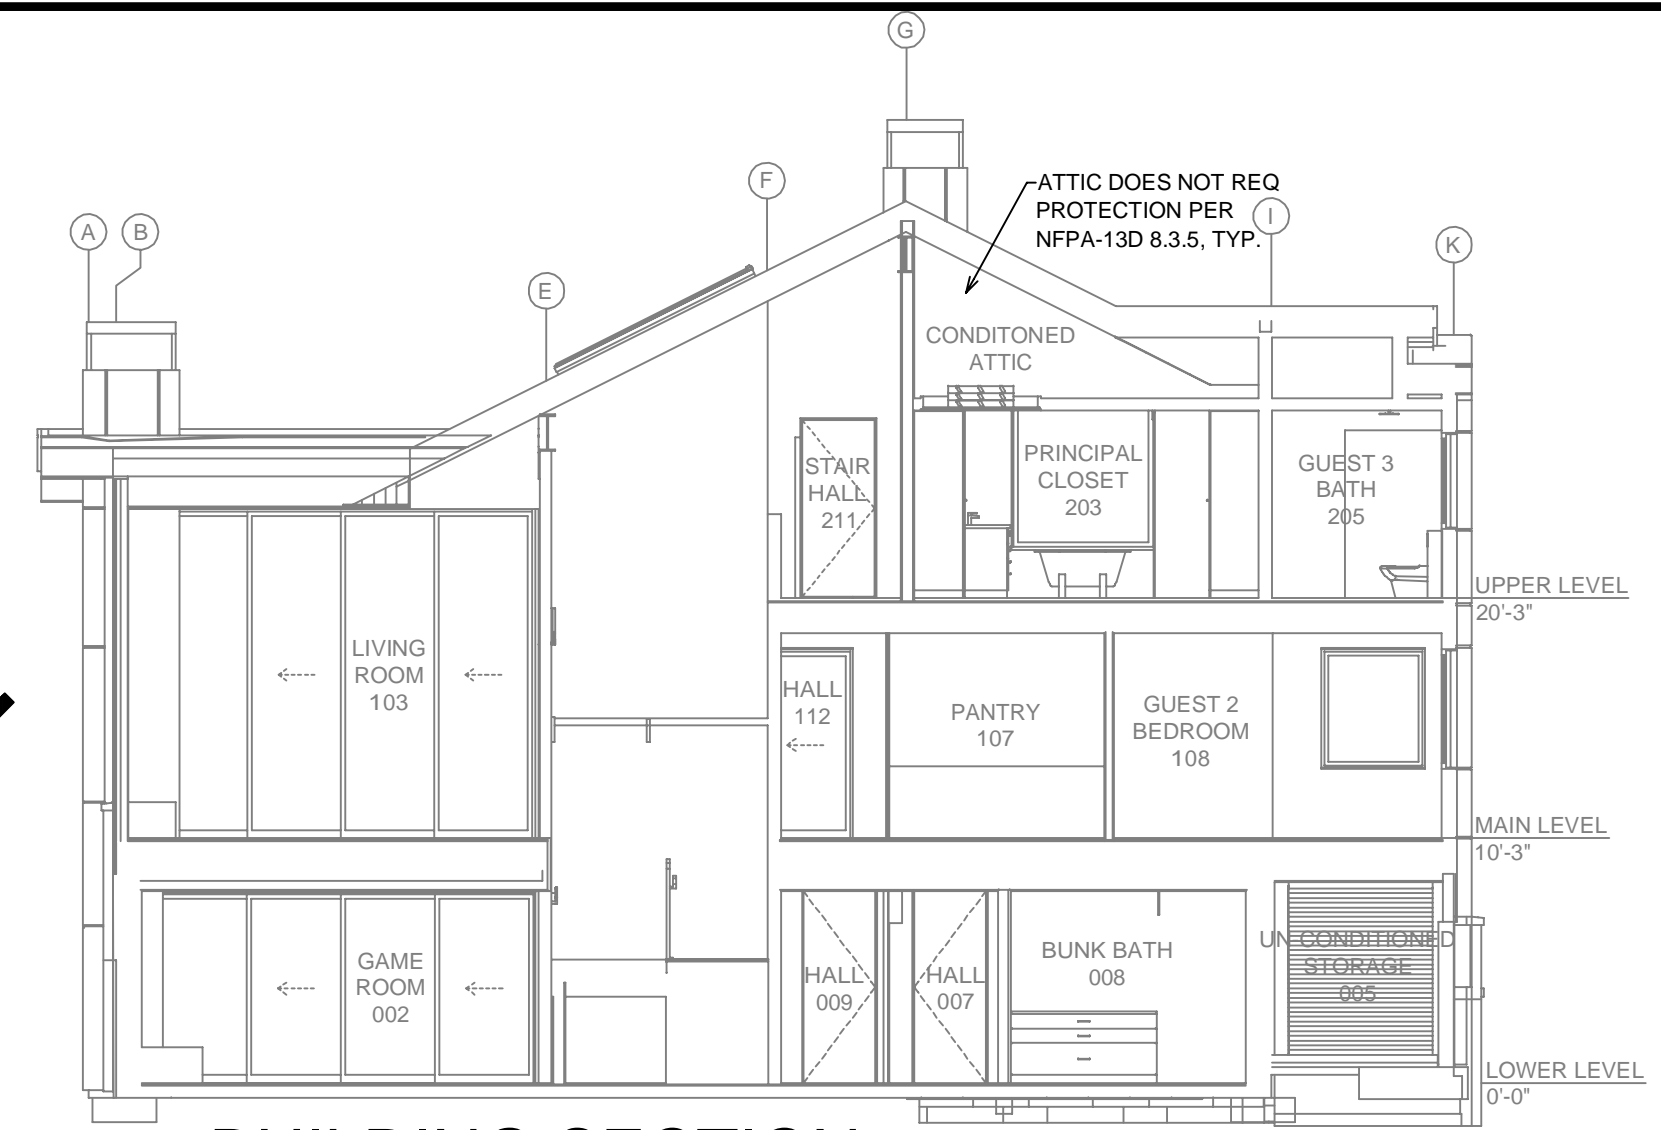 G
F
ATTIC DOES NOT REQ
PROTECTION PER
NFPA-13D 8.3.5, TYP.
I
A
B
K
E
CONDITONED
ATTIC
STAIR
HALL
211
PRINCIPAL
CLOSET
203
GUEST 3
BATH
205
UPPER LEVEL
20'-3"
LIVING
ROOM
103
HALL
112
PANTRY
107
GUEST 2
BEDROOM
108
MAIN LEVEL
10'-3"
GAME
ROOM
002
HALL
009
HALL
007
BUNK BATH
008
UN CONDITIONED
STORAGE
005
LOWER LEVEL
0'-0"
BUILDING SECTION